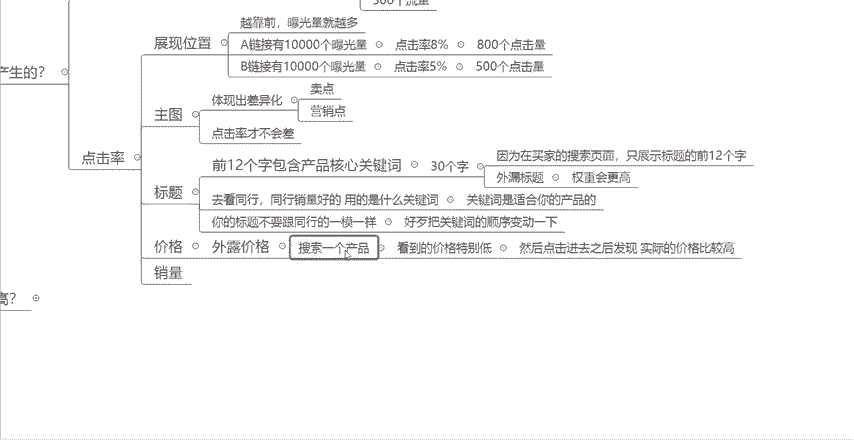 500个流量
越靠前，曝光量就越多
展现位置
A链接有10000个曝光量 点击率8% 800个点击量
B链接有10000个曝光量 点击率5% 500个点击量
产生的？
卖点
体现出差异化
营销点
主图
点击率才不会差
点击率
前12个字包含产品核心关键词 30个字
因为在买家的搜索页面，只展示标题的前12个字
外漏标题 权重会更高
标题
去看同行，同行销量好的 用的是什么关键词 关键词是适合你的产品的
你的标题不要跟同行的一模一样 好歹把关键词的顺序变动一下
价格 外露价格 搜索一个产品 看到的价格特别低 然后点击进去之后发现 实际的价格比较高
销量
高？